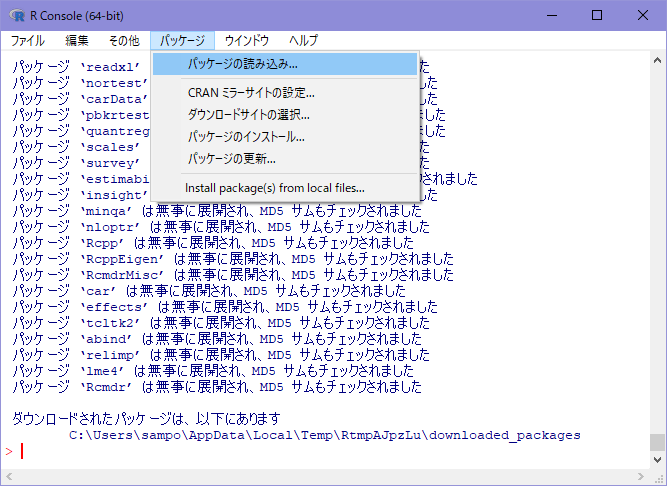 R Console (64-bit)
ファイル 編集 その他 パッケージ ウインドウ ヘルプ
パッケージの読み込み...
CRAN ミラーサイトの設定...
ダウンロードサイトの選択...
パッケージのインストール...
パッケージの更新...
Install package(s) from local files...
パッケージ ‘readxl’ した
パッケージ ‘nortest’ ました
パッケージ ‘carData’ ました
パッケージ ‘pbkrtest ました
パッケージ ‘quantreg ました
パッケージ ‘scales’ した
パッケージ ‘survey’ した
パッケージ ‘estimabi クされました
パッケージ ‘insight’ ました
パッケージ ‘minqa’ は無事に展開され、MD5 サムもチェックされました
パッケージ ‘nloptr’ は無事に展開され、MD5 サムもチェックされました
パッケージ ‘Rcpp’ は無事に展開され、MD5 サムもチェックされました
パッケージ ‘RcppEigen’ は無事に展開され、MD5 サムもチェックされました
パッケージ ‘RcmdrMisc’ は無事に展開され、MD5 サムもチェックされました
パッケージ ‘car’ は無事に展開され、MD5 サムもチェックされました
パッケージ ‘effects’ は無事に展開され、MD5 サムもチェックされました
パッケージ ‘tcltk2’ は無事に展開され、MD5 サムもチェックされました
パッケージ ‘abind’ は無事に展開され、MD5 サムもチェックされました
パッケージ ‘relimp’ は無事に展開され、MD5 サムもチェックされました
パッケージ ‘lme4’ は無事に展開され、MD5 サムもチェックされました
パッケージ ‘Rcmdr’ は無事に展開され、MD5 サムもチェックされました
ダウンロードされたパッケージは、以下にあります
C:\Users\sampo\AppData\Local\Temp\RtmpAJpzLu\downloaded_packages
>